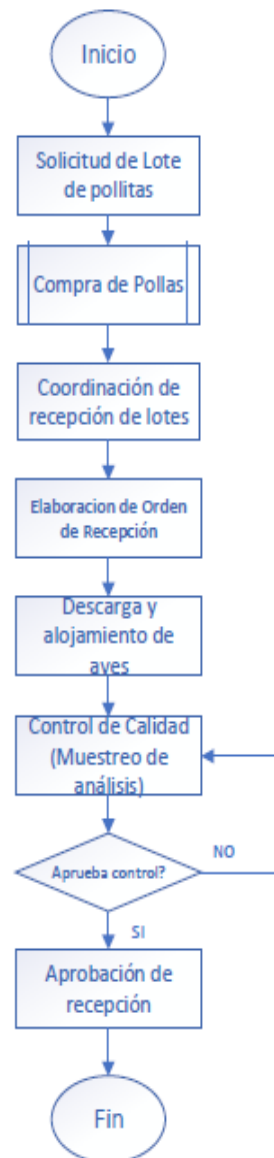 Inicio
Solicitud de Lote
de pollitas
Compra de Pollas
Coordinación de
recepción de lotes
Elaboracion de Orden
de Recepción
Descarga y
alojamiento de
aves
Control de Calidad
(Muestreo de
análisis)
Aprueba control?
NO
SI
Aprobación de
recepción
Fin